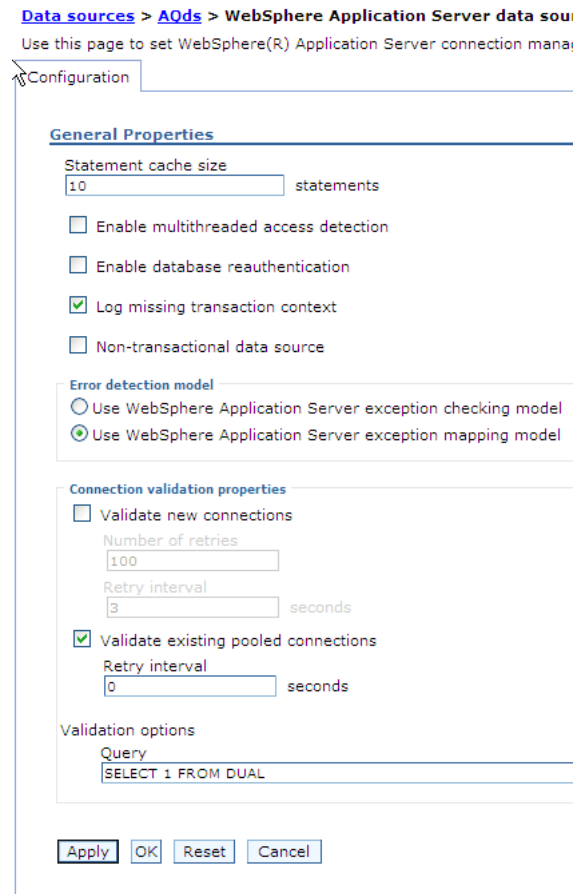 Data sources > AQds > WebSphere Application Server data
Use this page to set WebSphere(R) Application Server connection
Configuration
General Properties
Statement cache size
10 statements
Enable multithreaded access detection
Enable database reauthentication
Log missing transaction context
Non-transactional data source
Error detection model
Use WebSphere Application Server exception checking model
Use WebSphere Application Server exception mapping model
Connection validation properties
Validate new connections
Number of retries
100
Retry interval
3 seconds
Validate existing pooled connections
Retry interval
0 seconds
Validation options
Query
SELECT 1 FROM DUAL
Apply OK Reset Cancel